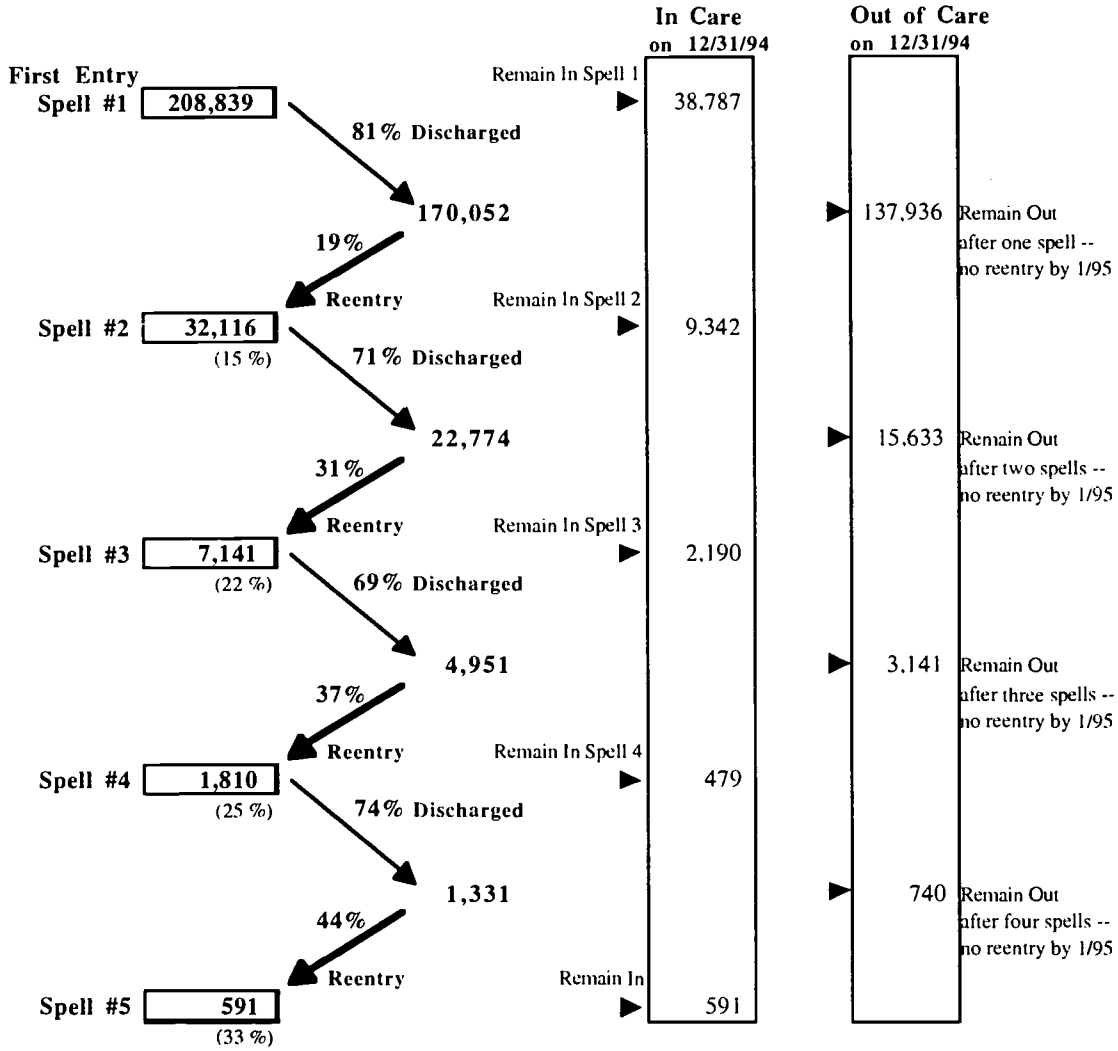 In Care
on 12/31/94
Out of Care
on 12/31/94
First Entry
Spell #1 208,839
Remain In Spell 1
38,787
81% Discharged
170,052
137,936 Remain Out
after one spell --
no reentry by 1/95
19%
Reentry
Spell #2 32,116
(15 %)
Remain In Spell 2
9,342
71% Discharged
22,774
15,633 Remain Out
after two spells --
no reentry by 1/95
31%
Reentry
Spell #3 7,141
(22 %)
Remain In Spell 3
2,190
69% Discharged
4,951
3,141 Remain Out
after three spells --
no reentry by 1/95
37%
Reentry
Spell #4 1,810
(25 %)
Remain In Spell 4
479
74% Discharged
1,331
740 Remain Out
after four spells --
no reentry by 1/95
44%
Reentry
Spell #5 591
(33 %)
Remain In
591